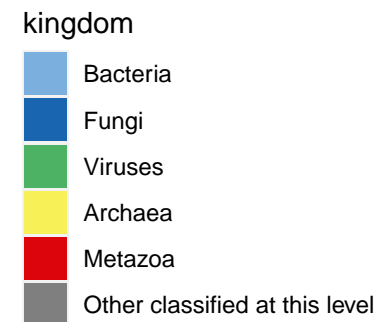 kingdom
Bacteria
Fungi
Viruses
Archaea
Metazoa
Other classified at this level